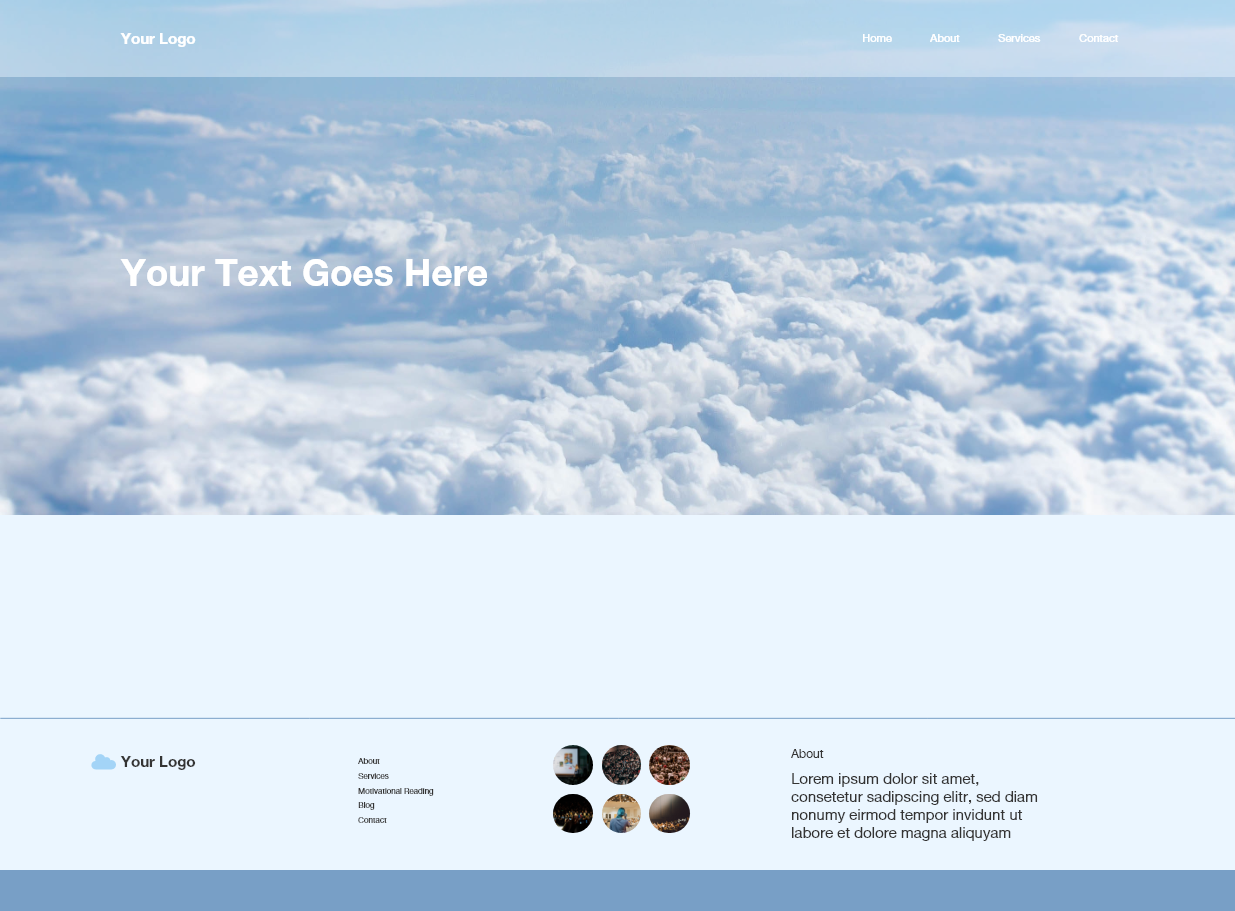 Your Logo
Home
About
Services
Contact
Your Text Goes Here
Your Logo
About
Services
Motivational Reading
Blog
Contact
About
Lorem ipsum dolor sit amet,
consetetur sadipscing elitr, sed diam
nonumy eirmod tempor invidunt ut
labore et dolore magna aliquyam